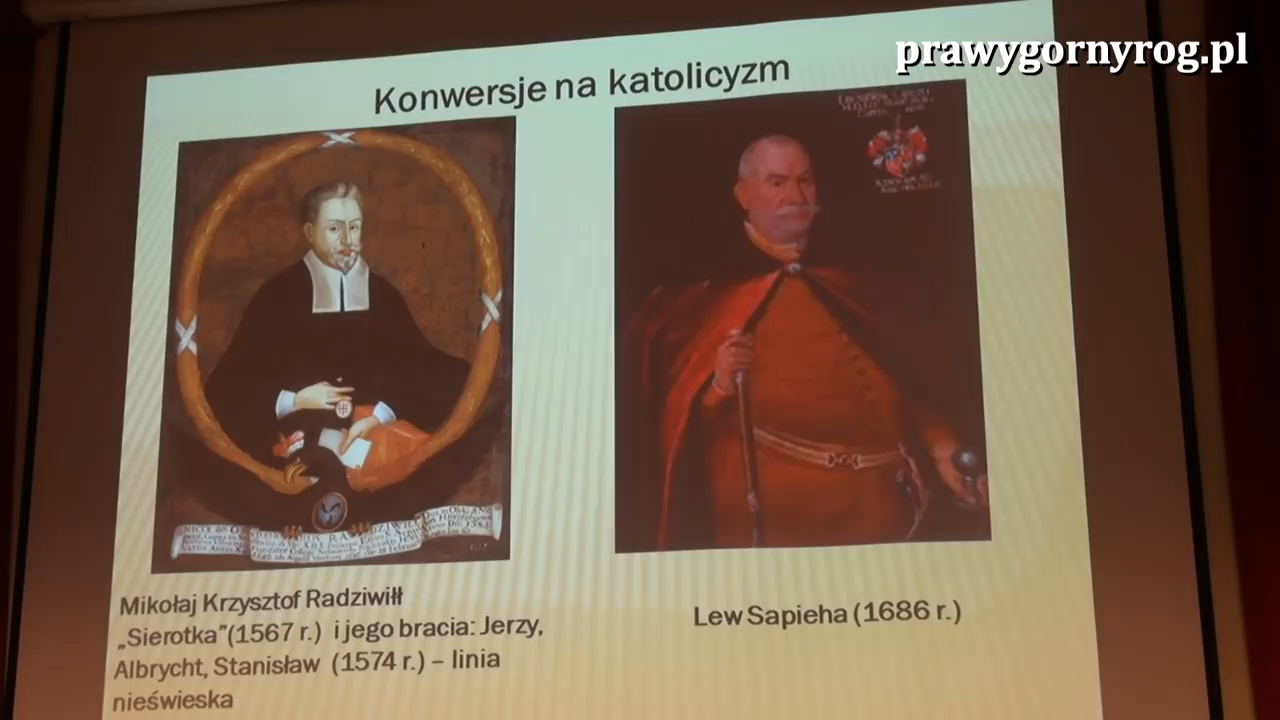 prawygornyrog.pl
Konwersje na katolicyzm
Mikołaj Krzysztof Radziwiłł
„Sierotka”(1567 r.) i jego bracia: Jerzy,
Albrycht, Stanisław (1574 r.) – linia
nieświeska
Lew Sapieha (1686 r.)